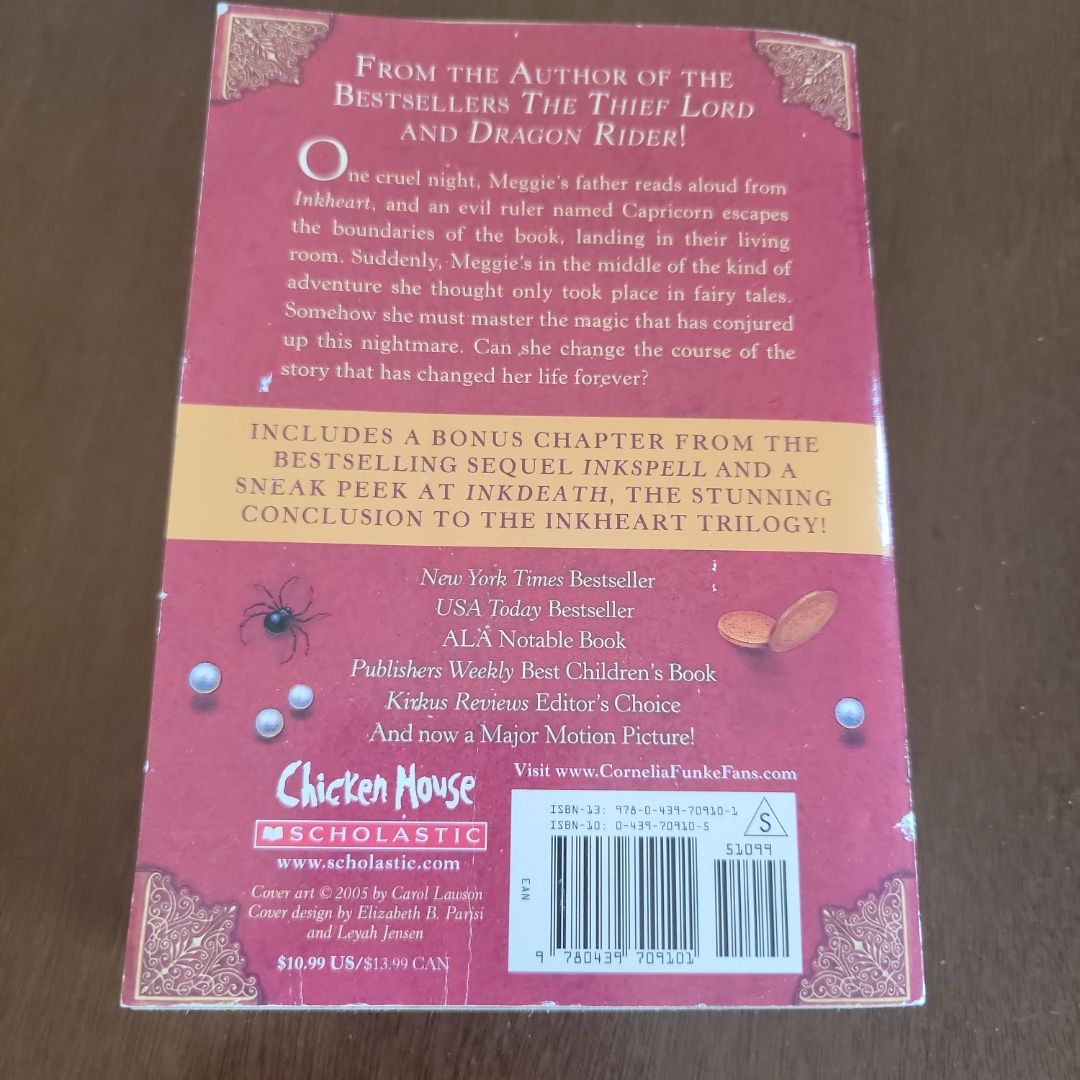 FROM THE AUTHOR OF THE
BESTSELLERS THE THIEF LORD
AND DRAGON RIDER!
One cruel night, Meggie's father reads aloud from
Inkheart, and an evil ruler named Capricorn escapes
the boundaries of the book, landing in their living
room. Suddenly, Meggie's in the middle of the kind of
adventure she thought only took place in fairy tales.
Somehow she must master the magic that has conjured
up this nightmare. Can she change the course of the
story that has changed her life forever?
INCLUDES A BONUS CHAPTER FROM THE
BESTSELLING SEQUEL INKSPELL AND A
SNEAK PEEK AT INKDEATH, THE STUNNING
CONCLUSION TO THE INKHEART TRILOGY!
New York Times Bestseller
USA Today Bestseller
ALA Notable Book
Publishers Weekly Best Children's Book
Kirkus Reviews Editor's Choice
And now a Major Motion Picture!
Visit www.CorneliaFunkeFans.com
Chicken House
SCHOLASTIC
www.scholastic.com
Cover art © 2005 by Carol Lawson
Cover design by Elizabeth B. Parisi
and Leyah Jensen
$10.99 US/$13.99 CAN
ISBN-13: 978-0-439-70910-1
ISBN-10: 0-439-70910-5
S
51099
EAN
9 780439 709101